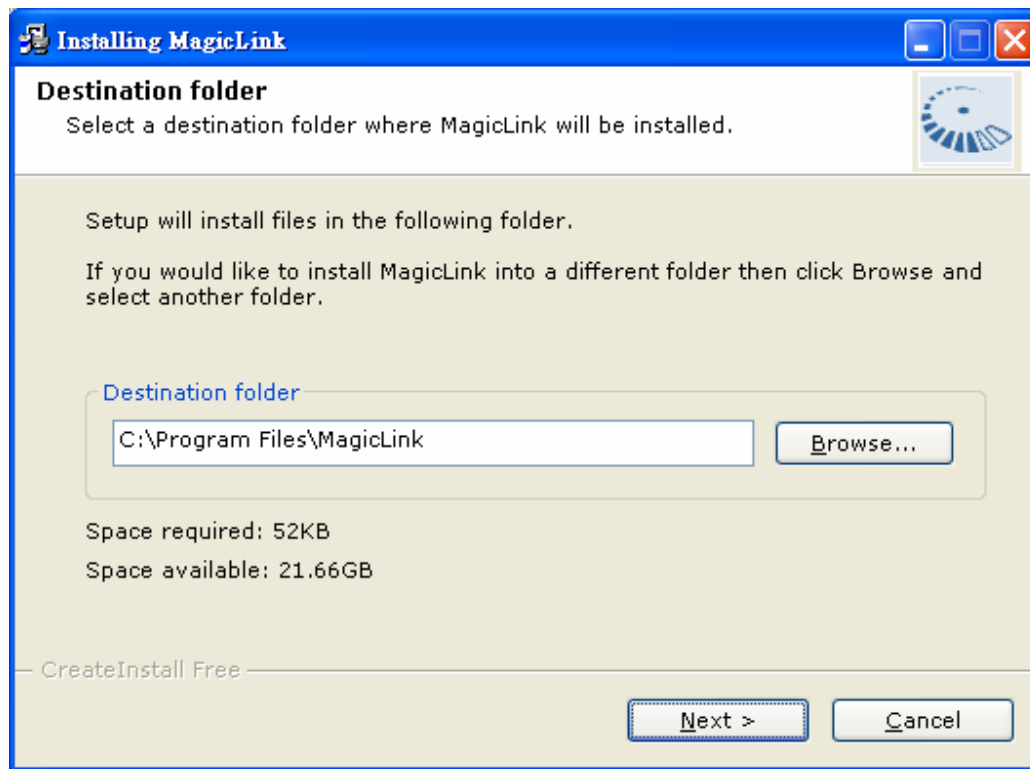 Installing MagicLink
Destination folder
Select a destination folder where MagicLink will be installed.
Setup will install files in the following folder.
If you would like to install MagicLink into a different folder then click Browse and
select another folder.
Destination folder
C:\Program Files\MagicLink
Browse...
Space required: 52KB
Space available: 21.66GB
CreateInstall Free
Next >
Cancel